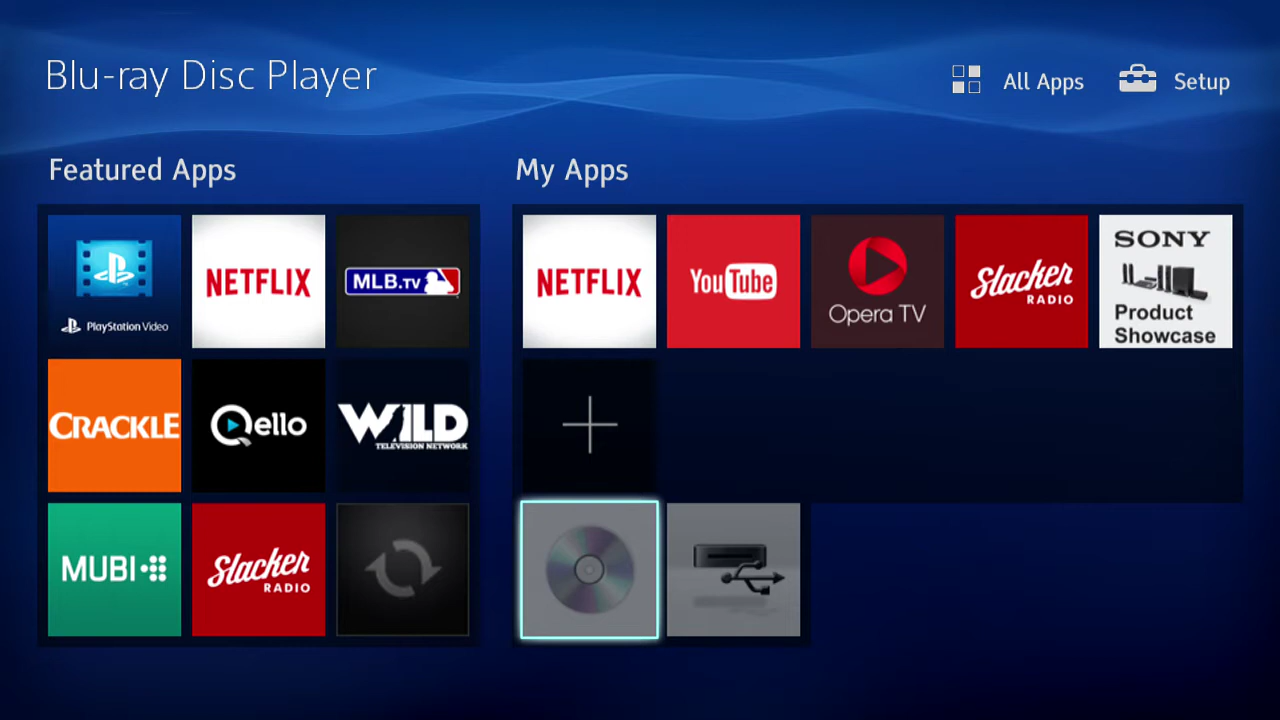 Blu-ray Disc Player
All Apps
Setup
Featured Apps
My Apps
PlayStation Video
NETFLIX
MLB.TV
NETFLIX
YouTube
Opera TV
Slacker
RADIO
SONY
Product
Showcase
CRACKLE
Qello
WILD
TELEVISION NETWORK
MUBI
Slacker
RADIO